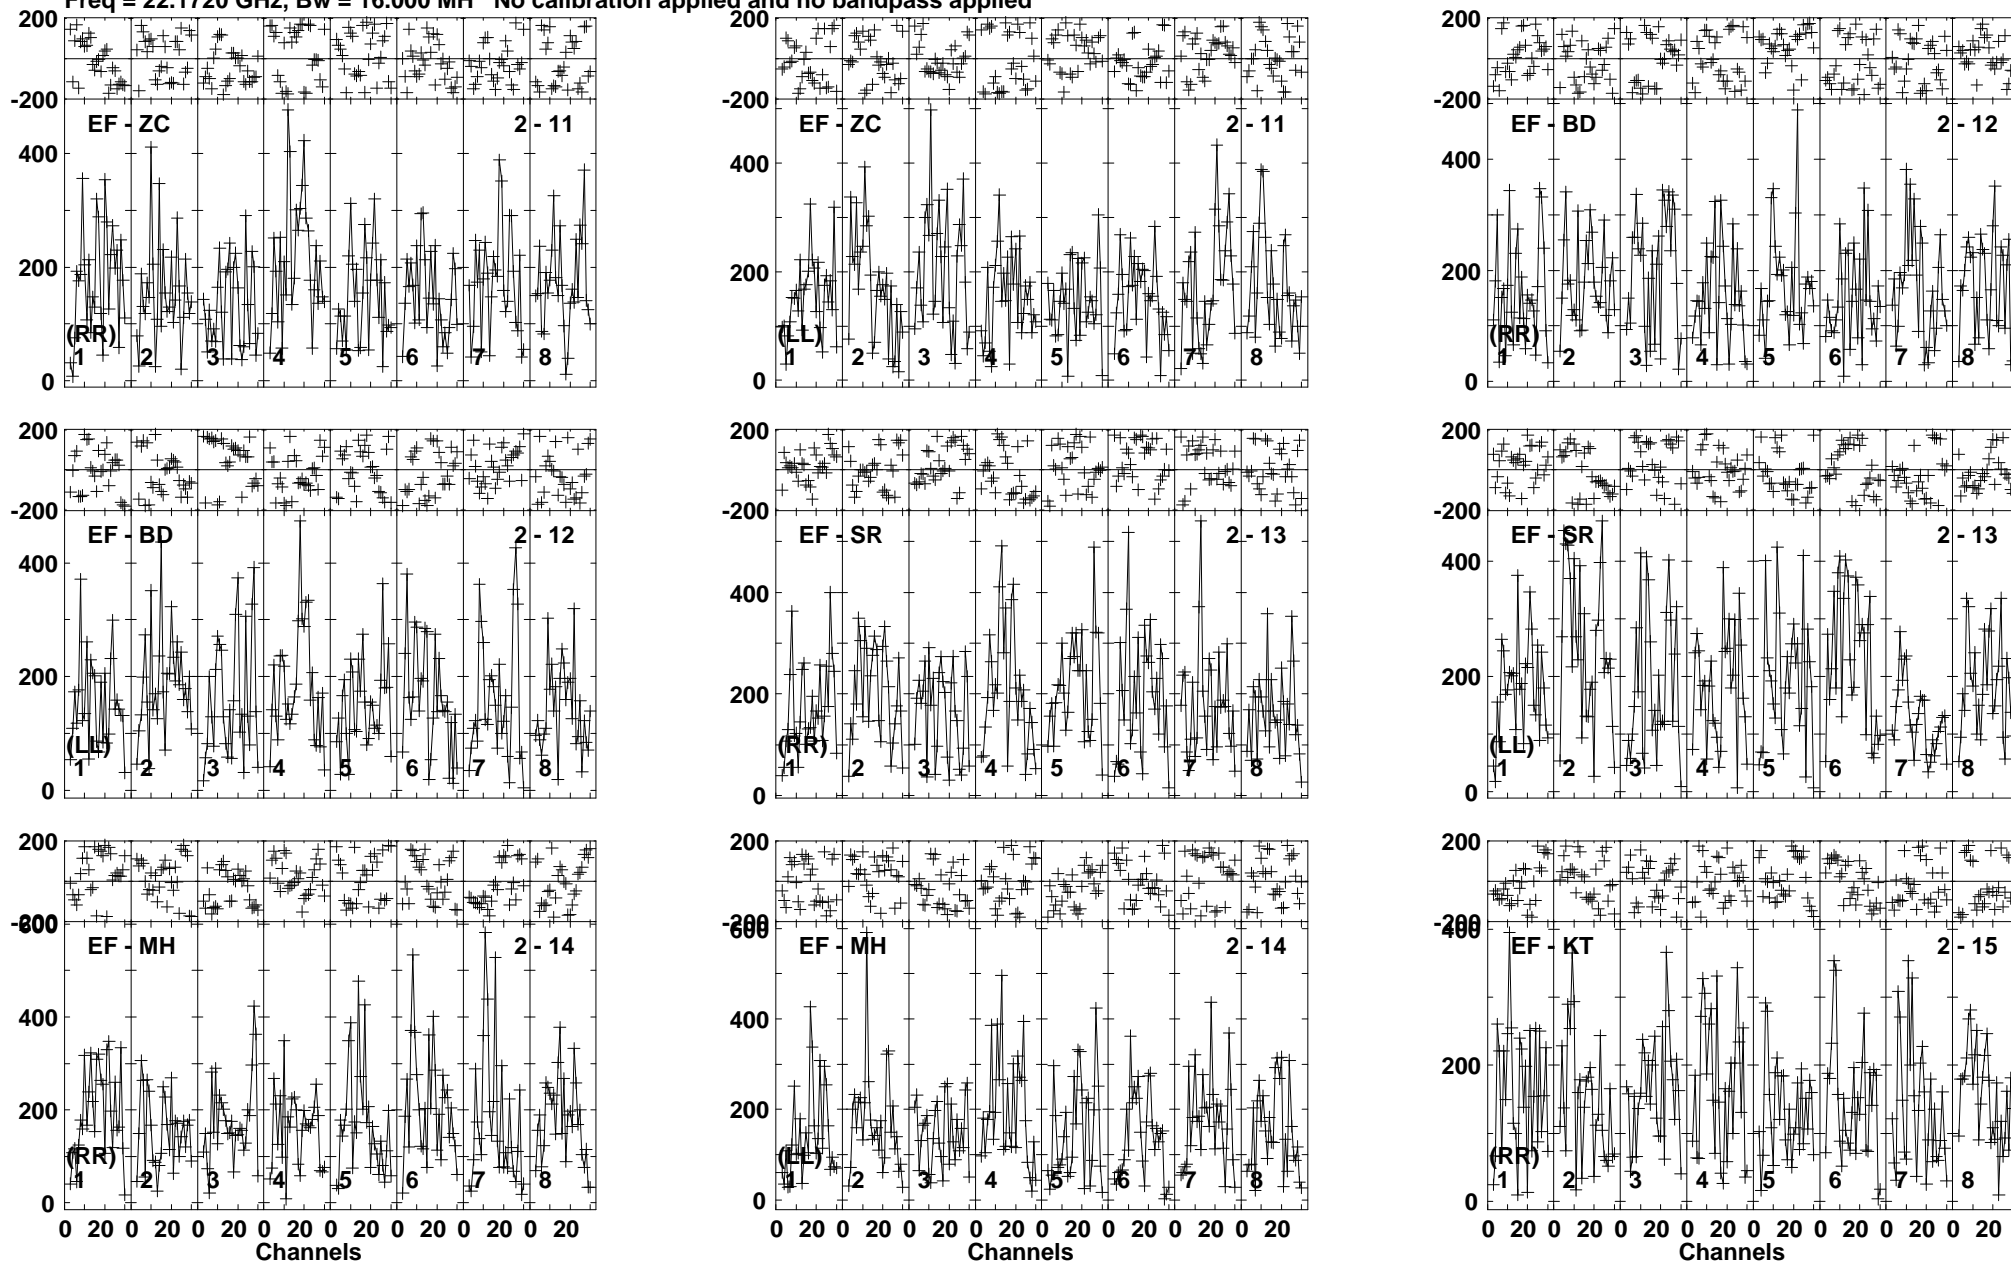 Freq = 22.1720 GHz, Bw = 16.000 MH No calibration applied and no bandpass applied
200 200 200
-200 -200 -200
EF - ZC 2 - 11 EF - ZC 2 - 11 EF - BD 2 - 12
400 400 400
200 200 200
(RR) (LL) (RR)
1 2 3 4 5 6 7 8 1 2 3 4 5 6 7 8 1 2 3 4 5 6 7 8
0 0 0
200 200 200
-200 -200 -200
EF - BD 2 - 12 EF - SR 2 - 13 EF - SR 2 - 13
400 400 400
200 200 200
(LL) (RR) (LL)
1 2 3 4 5 6 7 8 1 2 3 4 5 6 7 8 1 2 3 4 5 6 7 8
0 0 0
200 200 200
-200 -200 -200
600 600 400
EF - MH 2 - 14 EF - MH 2 - 14 EF - KT 2 - 15
400 400
200 200 200
(RR) (LL) (RR)
1 2 3 4 5 6 7 8 1 2 3 4 5 6 7 8 1 2 3 4 5 6 7 8
0 0 0
0 20 0 20 0 20 0 20 0 20 0 20 0 20 0 20 0 20 0 20 0 20 0 20 0 20 0 20 0 20 0 20 0 20 0 20 0 20 0 20 0 20 0 20 0 20 0 20
Channels Channels Channels